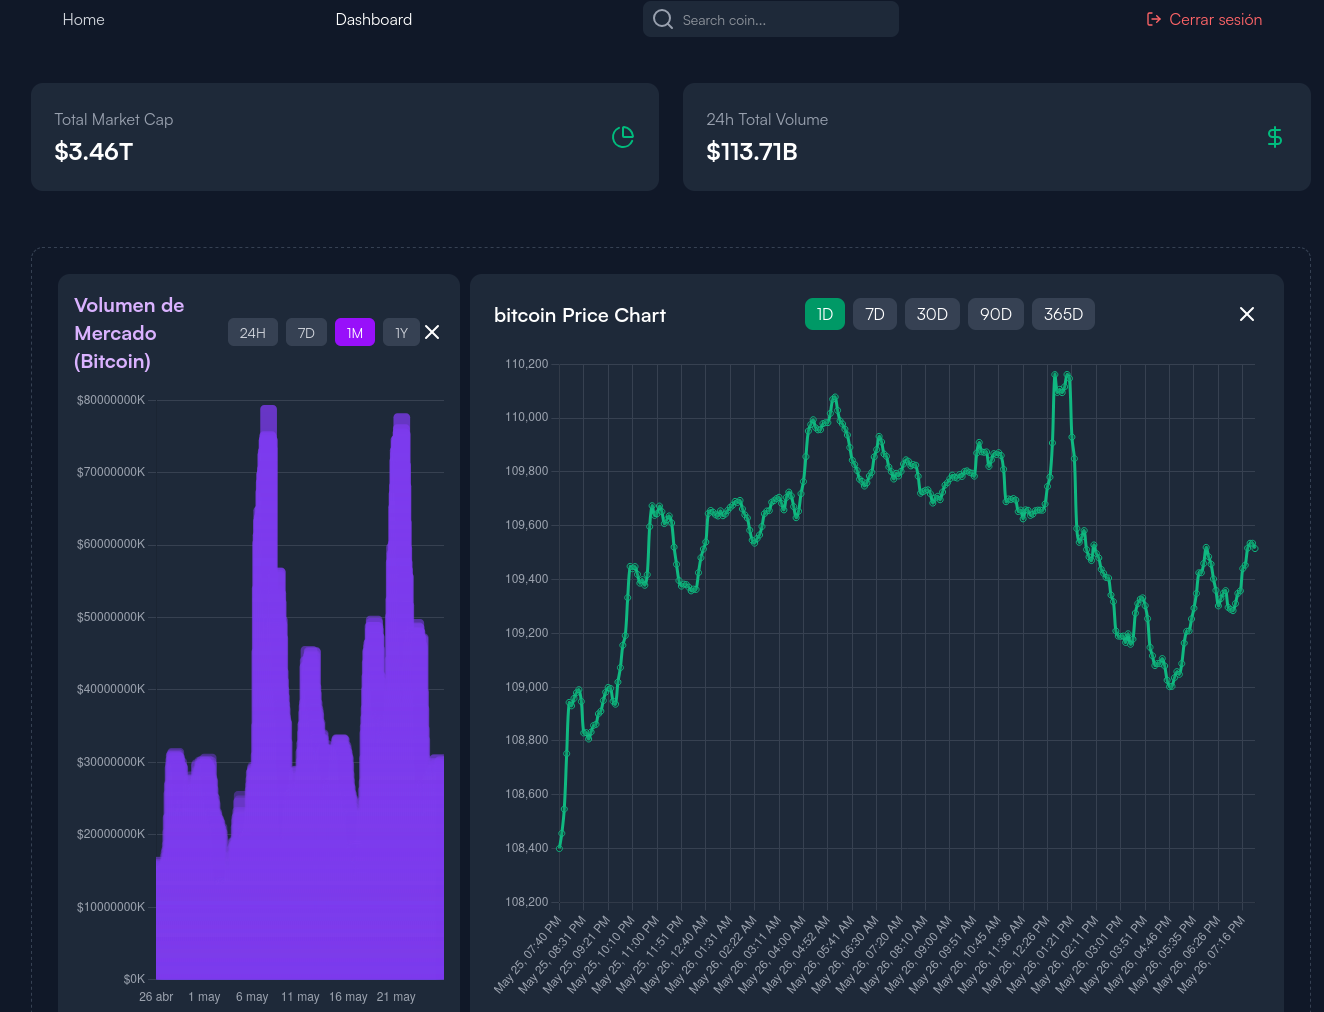 Home
Dashboard
Search coin...
Cerrar sesión
Total Market Cap
$3.46T
24h Total Volume
$113.71B
Volumen de
Mercado
(Bitcoin)
24H
7D
1M
1Y
$80000000K
$70000000K
$60000000K
$50000000K
$40000000K
$30000000K
$20000000K
$10000000K
$0K
26 abr
1 may
6 may
11 may
16 may
21 may
bitcoin Price Chart
1D
7D
30D
90D
365D
110,200
110,000
109,800
109,600
109,400
109,200
109,000
108,800
108,600
108,400
108,200
May 25, 07:40 PM
May 25, 08:31 PM
May 25, 09:21 PM
May 25, 10:10 PM
May 25, 11:00 PM
May 25, 11:51 PM
May 26, 12:40 AM
May 26, 01:31 AM
May 26, 02:22 AM
May 26, 03:11 AM
May 26, 04:00 AM
May 26, 04:52 AM
May 26, 05:41 AM
May 26, 06:30 AM
May 26, 07:20 AM
May 26, 08:10 AM
May 26, 09:00 AM
May 26, 09:51 AM
May 26, 10:45 AM
May 26, 11:36 AM
May 26, 12:26 PM
May 26, 01:21 PM
May 26, 02:11 PM
May 26, 03:01 PM
May 26, 03:51 PM
May 26, 04:46 PM
May 26, 05:35 PM
May 26, 06:26 PM
May 26, 07:16 PM